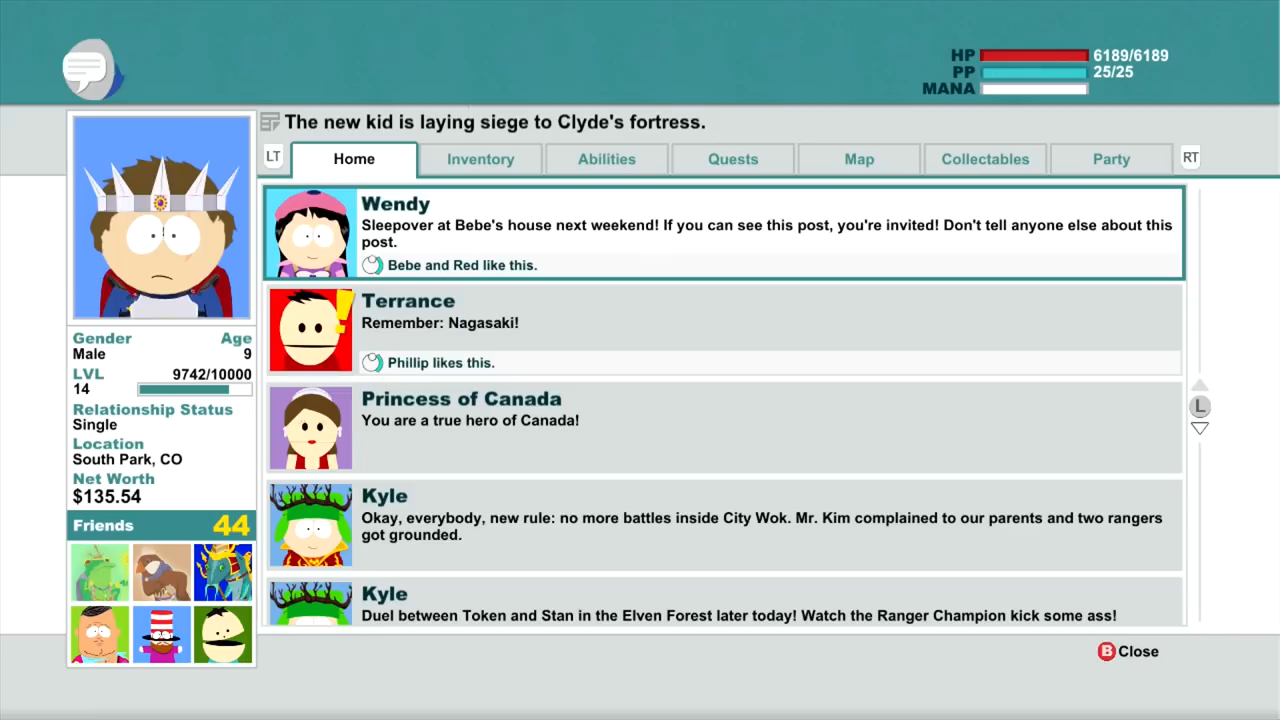 HP 6189/6189
PP 25/25
MANA
The new kid is laying siege to Clyde's fortress.
LT Home Inventory Abilities Quests Map Collectables Party RT
Gender Age
Male 9
LVL 9742/10000
14
Relationship Status
Single
Location
South Park, CO
Net Worth
$135.54
Friends 44
Wendy
Sleepover at Bebe's house next weekend! If you can see this post, you're invited! Don't tell anyone else about this
post.
Bebe and Red like this.
Terrance
Remember: Nagasaki!
Phillip likes this.
Princess of Canada
You are a true hero of Canada!
Kyle
Okay, everybody, new rule: no more battles inside City Wok. Mr. Kim complained to our parents and two rangers
got grounded.
Kyle
Duel between Token and Stan in the Elven Forest later today! Watch the Ranger Champion kick some ass!
L
B Close